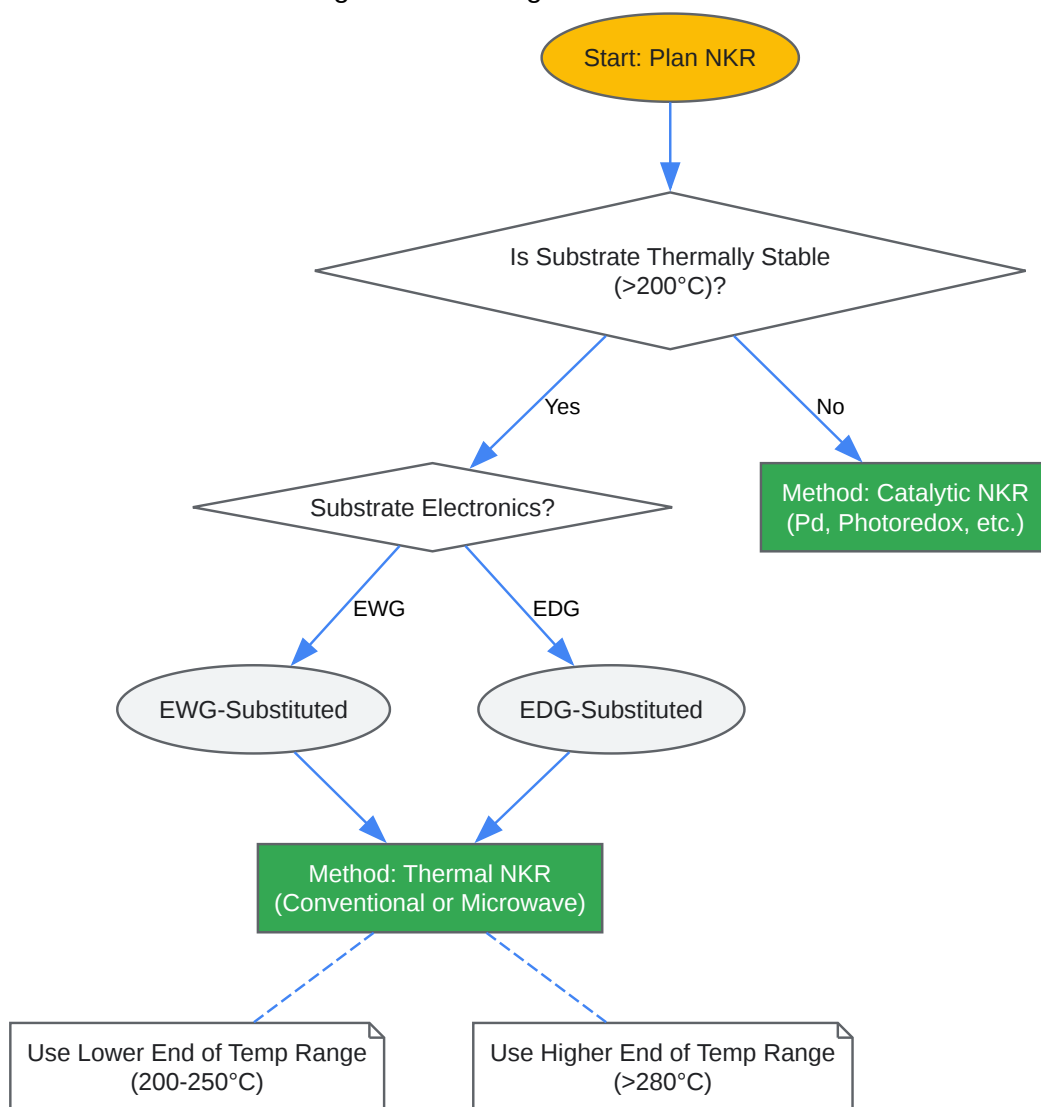 Start: Plan NKR
Is Substrate Thermally Stable
(>200°C)?
Yes
No
Substrate Electronics?
Method: Catalytic NKR
(Pd, Photoredox, etc.)
EWG
EDG
EWG-Substituted
EDG-Substituted
Method: Thermal NKR
(Conventional or Microwave)
Use Lower End of Temp Range
(200-250°C)
Use Higher End of Temp Range
(>280°C)